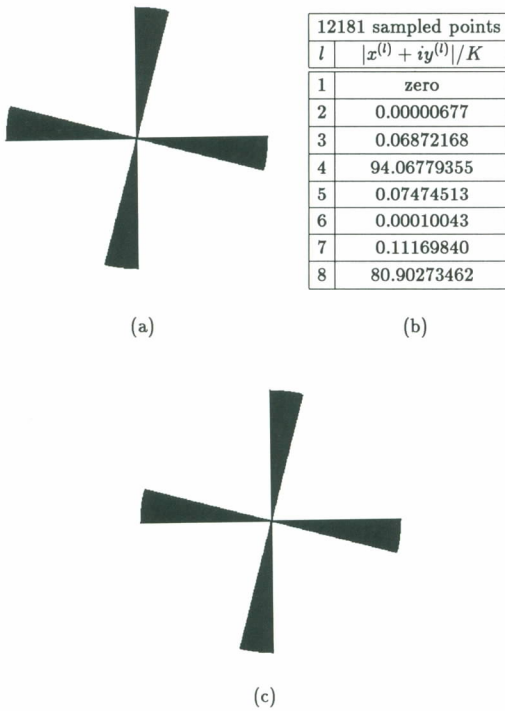 12181 sampled points
l |x^(l) + iy^(l)|/K
1 zero
2 0.00000677
3 0.06872168
4 94.06779355
5 0.07474513
6 0.00010043
7 0.11169840
8 80.90273462
(a) (b)
(c)